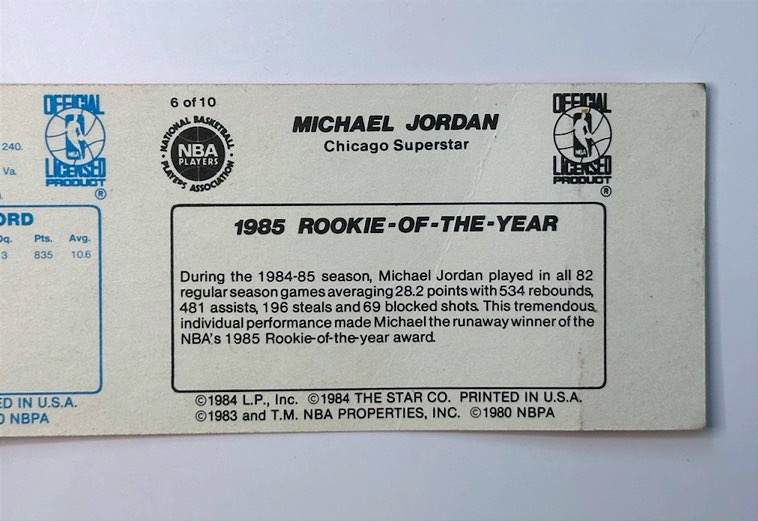 240.
Va.
ORD
Pts. Avg.
3 835 10.6
ED IN U.S.A.
NBPA
OFFICIAL
NBA
LICENSED
PRODUCT
®
6 of 10
NATIONAL BASKETBALL
NBA
PLAYERS
PLAYERS ASSOCIATION
MICHAEL JORDAN
Chicago Superstar
OFFICIAL
NBA
LICENSED
PRODUCT
®
1985 ROOKIE-OF-THE-YEAR
During the 1984-85 season, Michael Jordan played in all 82
regular season games averaging 28.2 points with 534 rebounds,
481 assists, 196 steals and 69 blocked shots. This tremendous
individual performance made Michael the runaway winner of the
NBA's 1985 Rookie-of-the-year award.
©1984 L.P., Inc. ©1984 THE STAR CO. PRINTED IN U.S.A.
©1983 and T.M. NBA PROPERTIES, INC. ©1980 NBPA